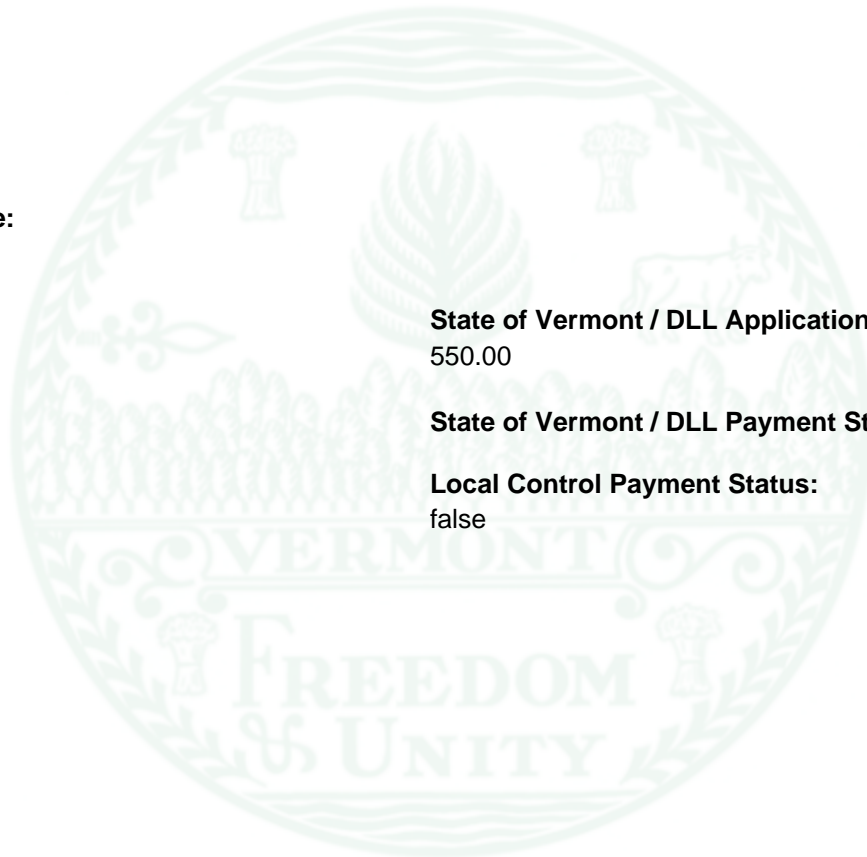 e:
State of Vermont / DLL Application
550.00
State of Vermont / DLL Payment St
Local Control Payment Status:
false
VERMONT
FREEDOM
& UNITY